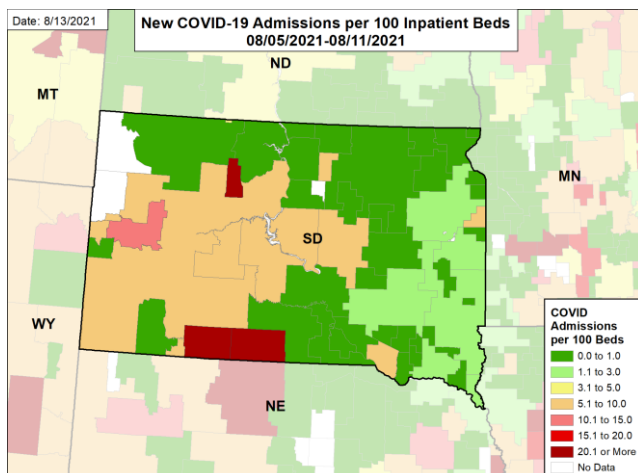 Date: 8/13/2021
New COVID-19 Admissions per 100 Inpatient Beds
08/05/2021-08/11/2021
ND
MT
MN
SD
WY
NE
COVID
Admissions
per 100 Beds
0.0 to 1.0
1.1 to 3.0
3.1 to 5.0
5.1 to 10.0
10.1 to 15.0
15.1 to 20.0
20.1 or More
No Data